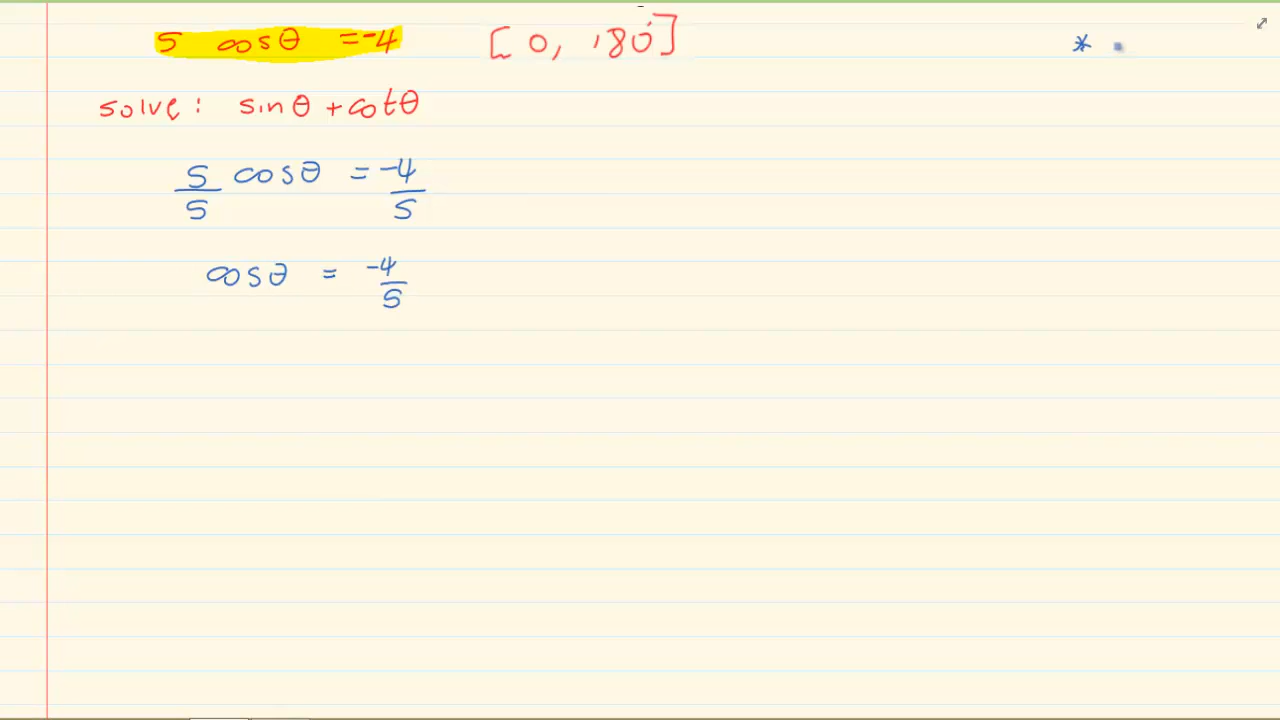 5 cosθ = -4 [0, 180°]
*
solve: sinθ + cotθ
5/5 cosθ = -4/5
cosθ = -4/5